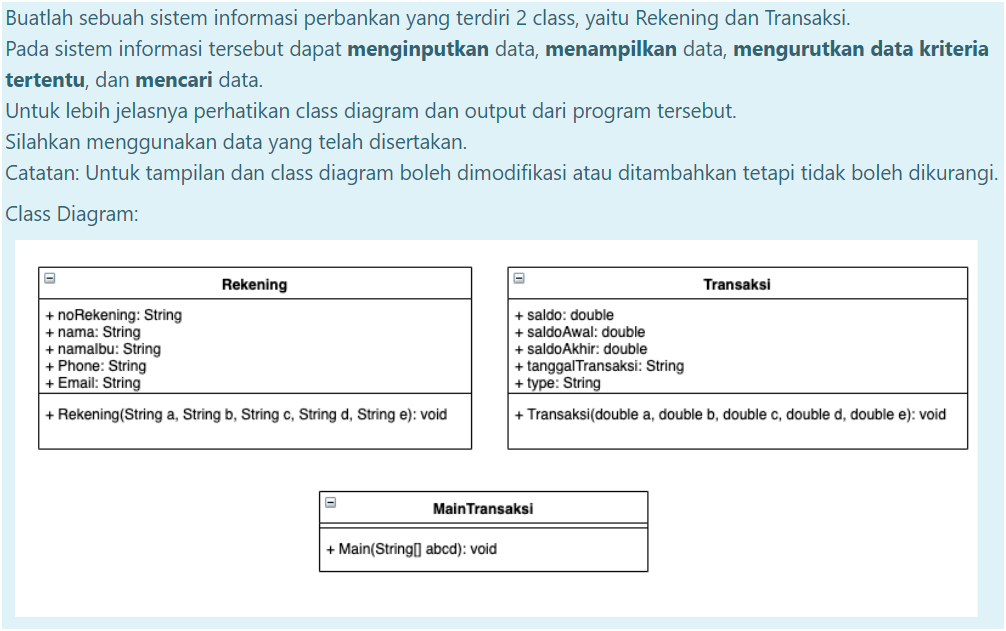 Buatlah sebuah sistem informasi perbankan yang terdiri 2 class, yaitu Rekening dan Transaksi.
Pada sistem informasi tersebut dapat menginputkan data, menampilkan data, mengurutkan data kriteria
tertentu, dan mencari data.
Untuk lebih jelasnya perhatikan class diagram dan output dari program tersebut.
Silahkan menggunakan data yang telah disertakan.
Catatan: Untuk tampilan dan class diagram boleh dimodifikasi atau ditambahkan tetapi tidak boleh dikurangi.
Class Diagram:
Rekening
+ noRekening: String
+ nama: String
+ namaIbu: String
+ Phone: String
+ Email: String
+ Rekening(String a, String b, String c, String d, String e): void
Transaksi
+ saldo: double
+ saldoAwal: double
+ saldoAkhir: double
+ tanggalTransaksi: String
+ type: String
+ Transaksi(double a, double b, double c, double d, double e): void
MainTransaksi
+ Main(String[] abcd): void